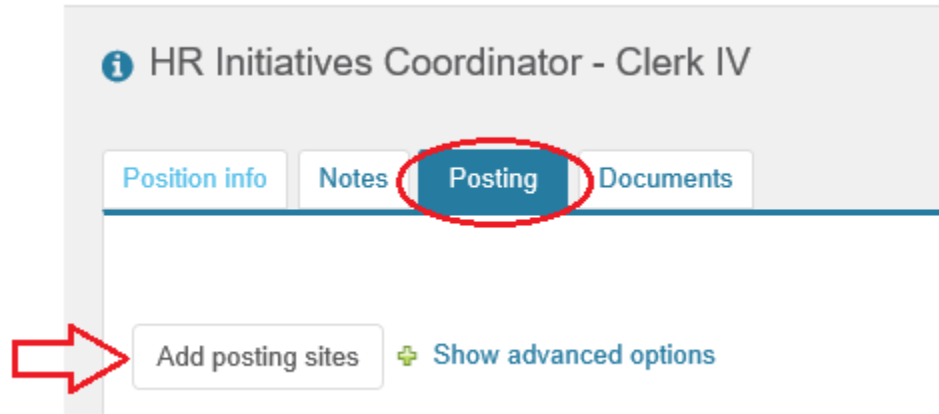 HR Initiatives Coordinator - Clerk IV
Position info Notes Posting Documents
Add posting sites Show advanced options